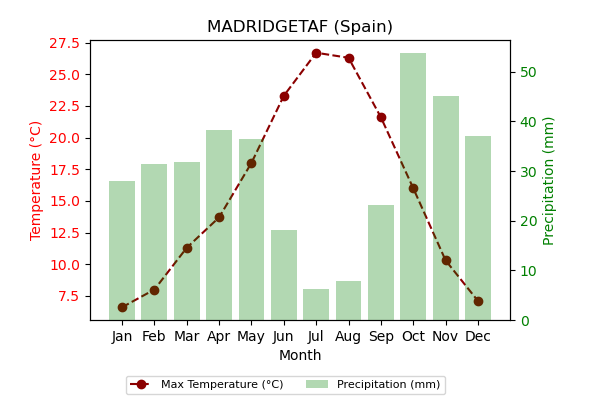 MADRIDGETAF (Spain)
27.5
25.0
22.5
20.0
17.5
15.0
12.5
10.0
7.5
Temperature (°C)
50
40
30
20
10
0
Precipitation (mm)
Jan Feb Mar Apr May Jun Jul Aug Sep Oct Nov Dec
Month
Max Temperature (°C) Precipitation (mm)